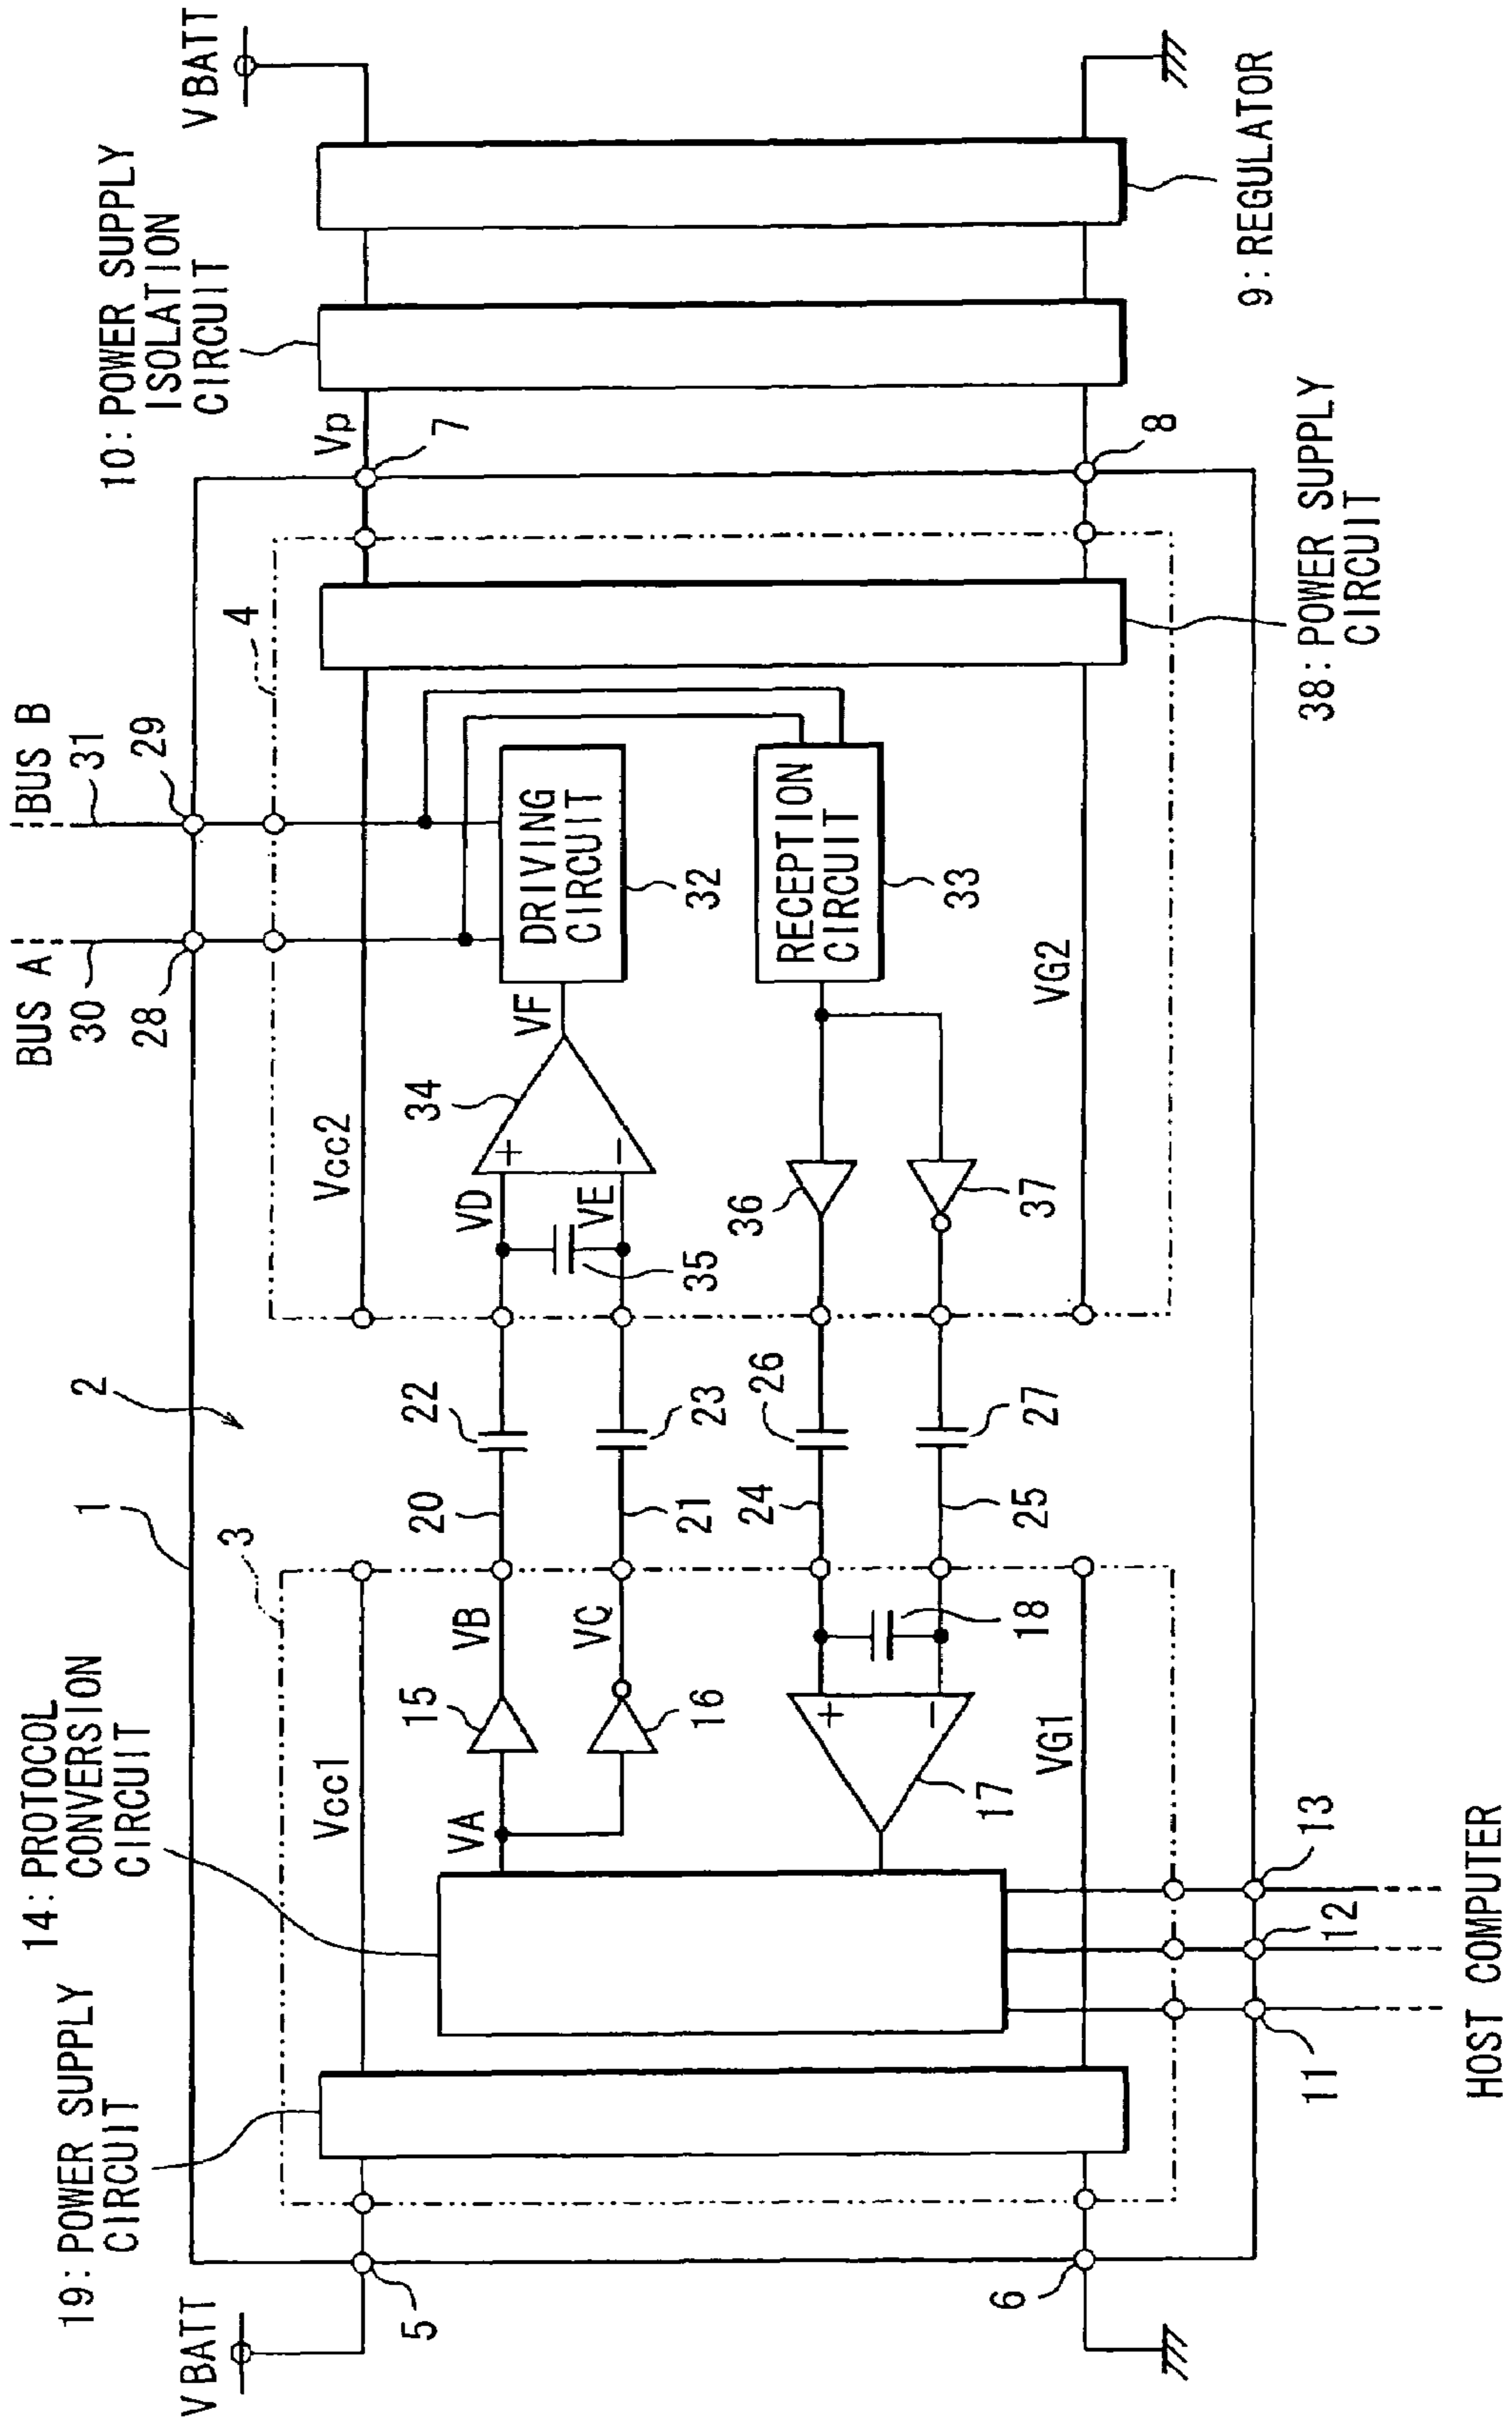 BUS A
BUS B
30
31
28
29
VBATT
VBATT
19: POWER SUPPLY
CIRCUIT
14: PROTOCOL
CONVERSION
CIRCUIT
1
2
3
4
10: POWER SUPPLY
ISOLATION
CIRCUIT
5
Vcc1
Vcc2
Vp
7
VA
15
VB
20
22
VD
34
VF
DRIVING
CIRCUIT
+
−
VC
16
21
23
VE
35
32
24
26
36
RECEPTION
CIRCUIT
33
+
−
17
18
25
27
37
6
VG1
VG2
8
11
12
13
38: POWER SUPPLY
CIRCUIT
9: REGULATOR
HOST COMPUTER